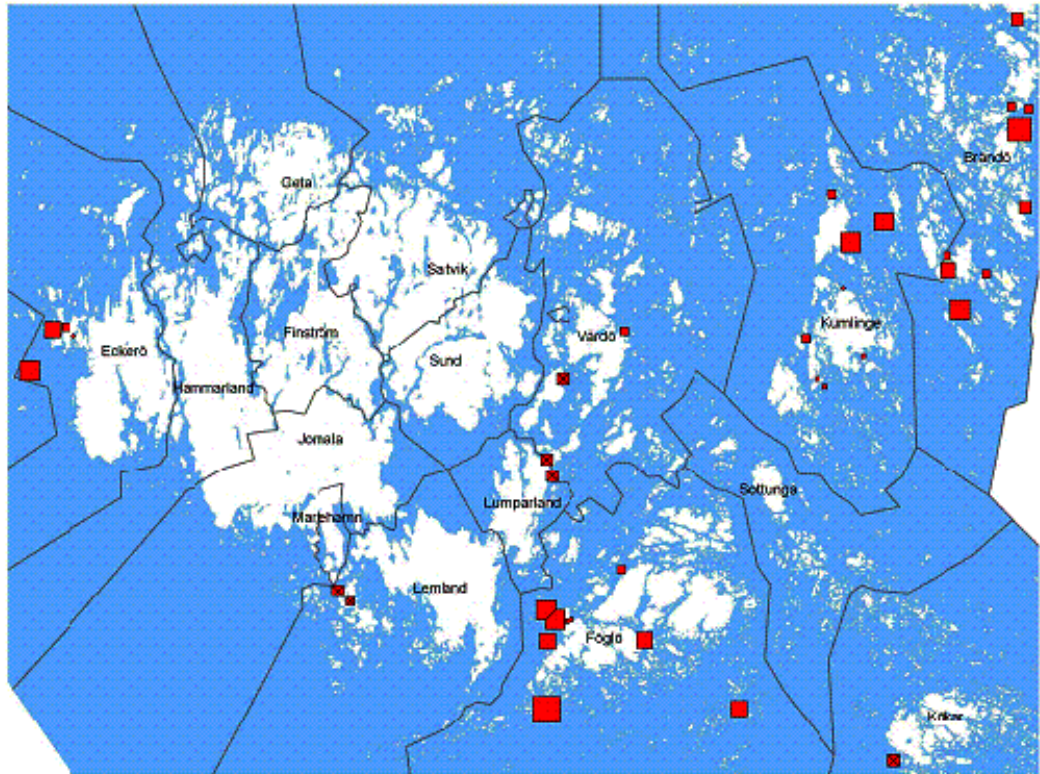 Brändö
Geta
Saltvik
Kumlinge
Finström
Vårdö
Eckerö
Sund
Hammarland
Jomala
Sottunga
Lumparland
Mariehamn
Lemland
Föglö
Kökar